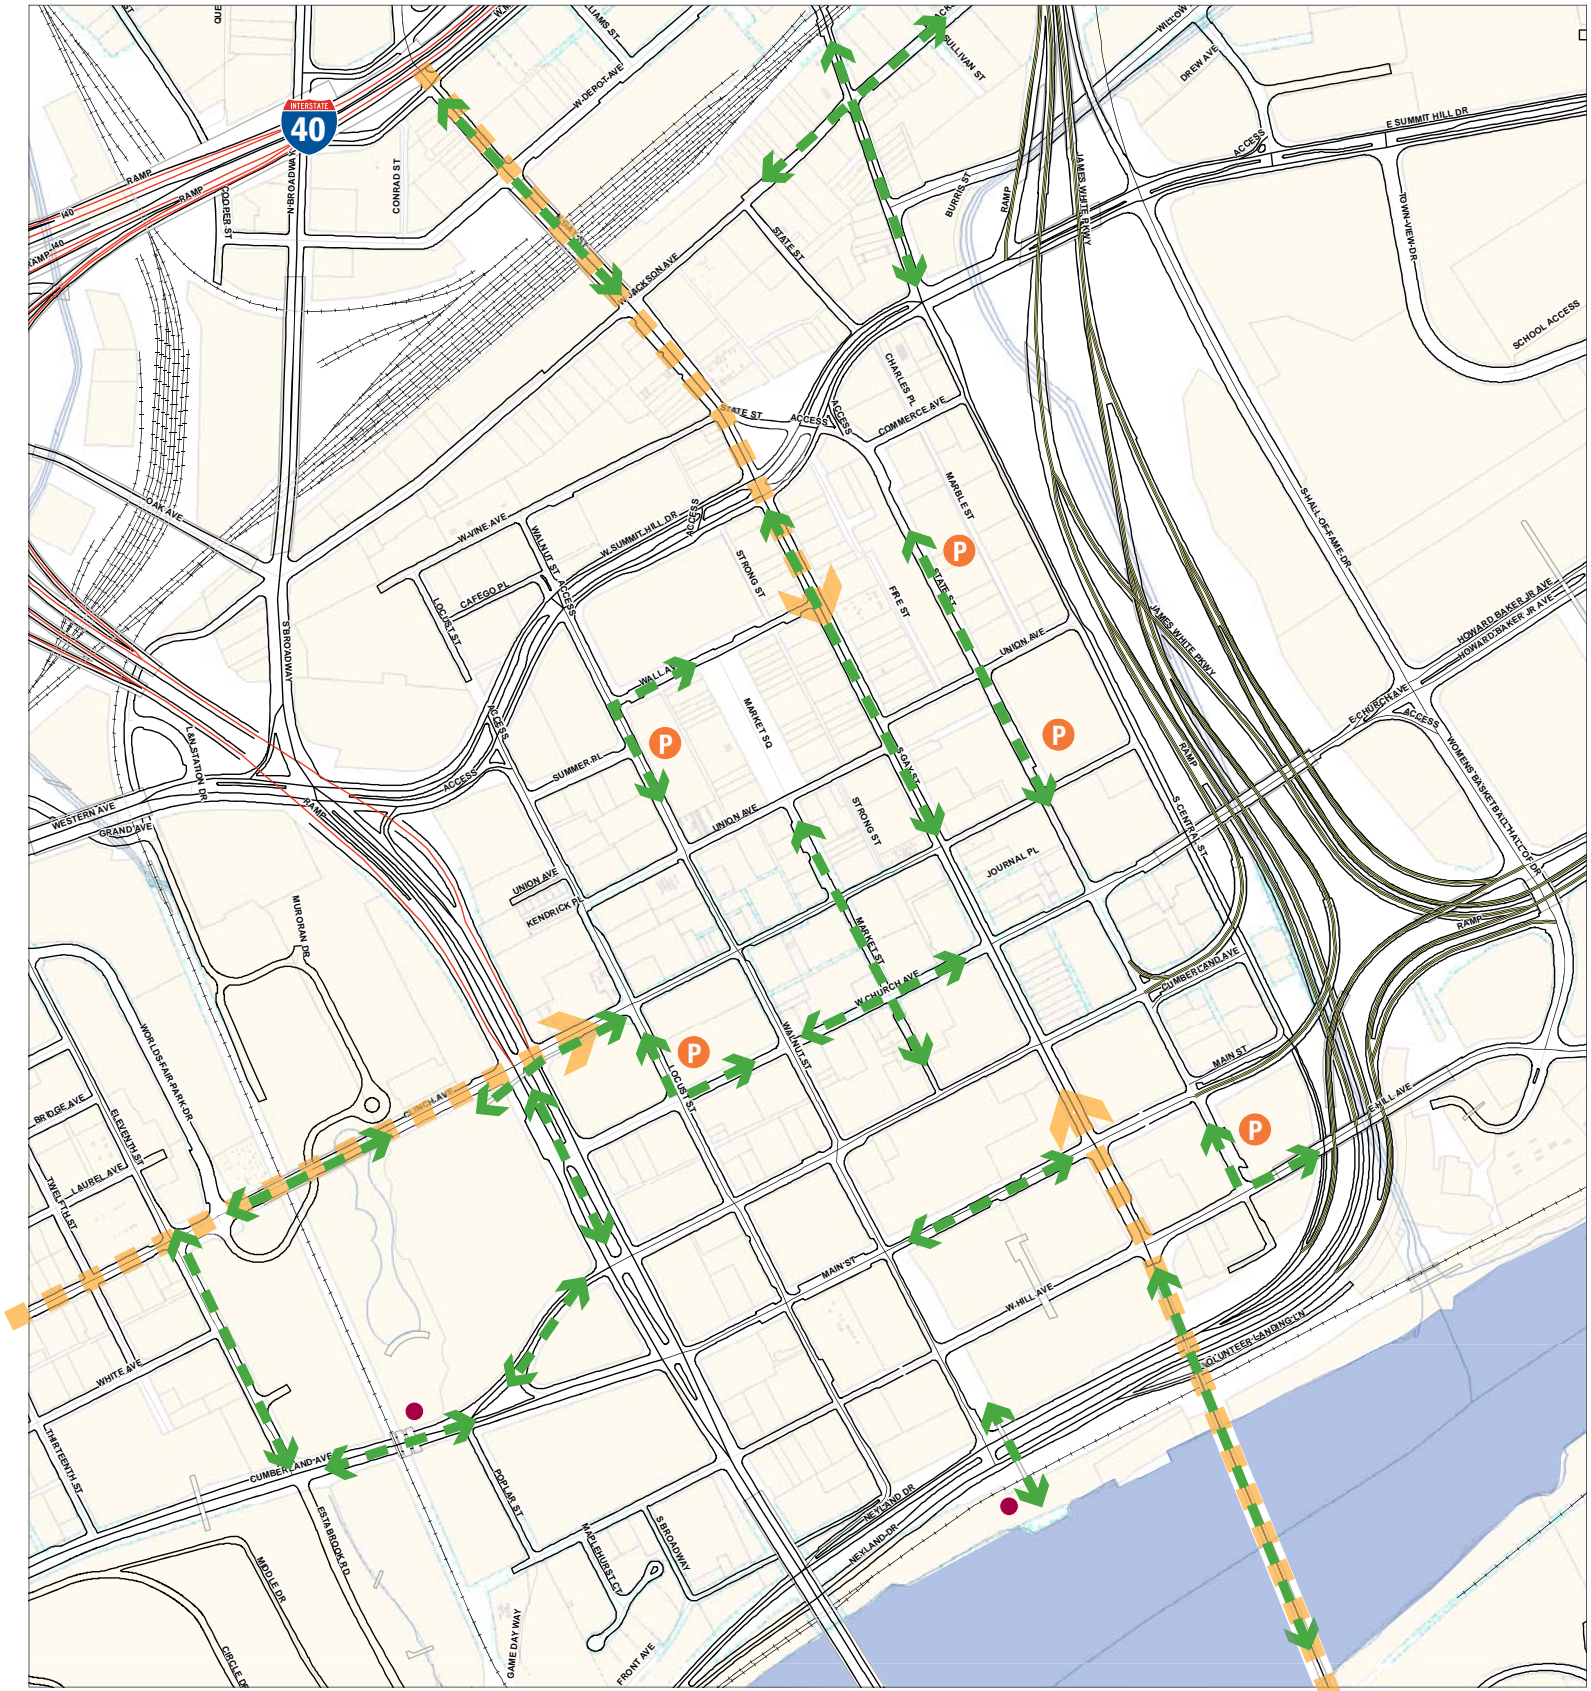 QUE
LIAMS ST
W DEPOT AVE
SULLIVAN ST
WILLOW
DREW AVE
INTERSTATE
40
E SUMMIT HILL DR
ACCESS
RAMP
RAMP
I40
I40
RAMP
COOPER ST
N BROADWAY
CONRAD ST
BURRIS ST
RAMP
JAMES WHITE PKWY
TOWN VIEW DR
STATE ST
W JACKSON AVE
SCHOOL ACCESS
CHARLES PL
STATE ST
ACCESS
ACCESS
COMMERCE AVE
OAK AVE
W VINE AVE
WALNUT ST
W SUMMIT HILL DR
ACCESS
MARBLE ST
S HALL OF FAME DR
P
CAFEGO PL
ACCESS
LOCUST ST
STRONG ST
FIRE ST
STATE ST
HOWARD BAKER JR AVE
HOWARD BAKER JR AVE
S BROADWAY
UNION AVE
JAMES WHITE PKWY
WALL A
MARKET SQ
P
P
S GAY ST
ACCESS
E CHURCH AVE
ACCESS
SUMMER PL
ACCESS
RAMP
WOMENS BASKETBALL HALL OF DR
WESTERN AVE
GRAND AVE
RAMP
UNION AVE
STRONG ST
S CENTRAL ST
JOURNAL PL
UNION AVE
KENDRICK PL
MURORAN DR
MARKET ST
RAMP
W CHURCH AVE
CUMBERLAND AVE
WORLDS FAIR PARK DR
WALNUT ST
P
MAIN ST
LOCUST ST
CLINCH AVE
BRIDGE AVE
ELEVENTH ST
E HILL AVE
P
LAUREL AVE
TWELFTH ST
MAIN ST
W HILL AVE
VOLUNTEER LANDING LN
WHITE AVE
THIRTEENTH ST
CUMBERLAND AVE
POPLAR ST
NEYLAND DR
NEYLAND DR
ESTABROOK RD
MAPLEHURST CT
S BROADWAY
MIDDLE DR
CIRCLE DR
GAME DAY WAY
FRONT AVE